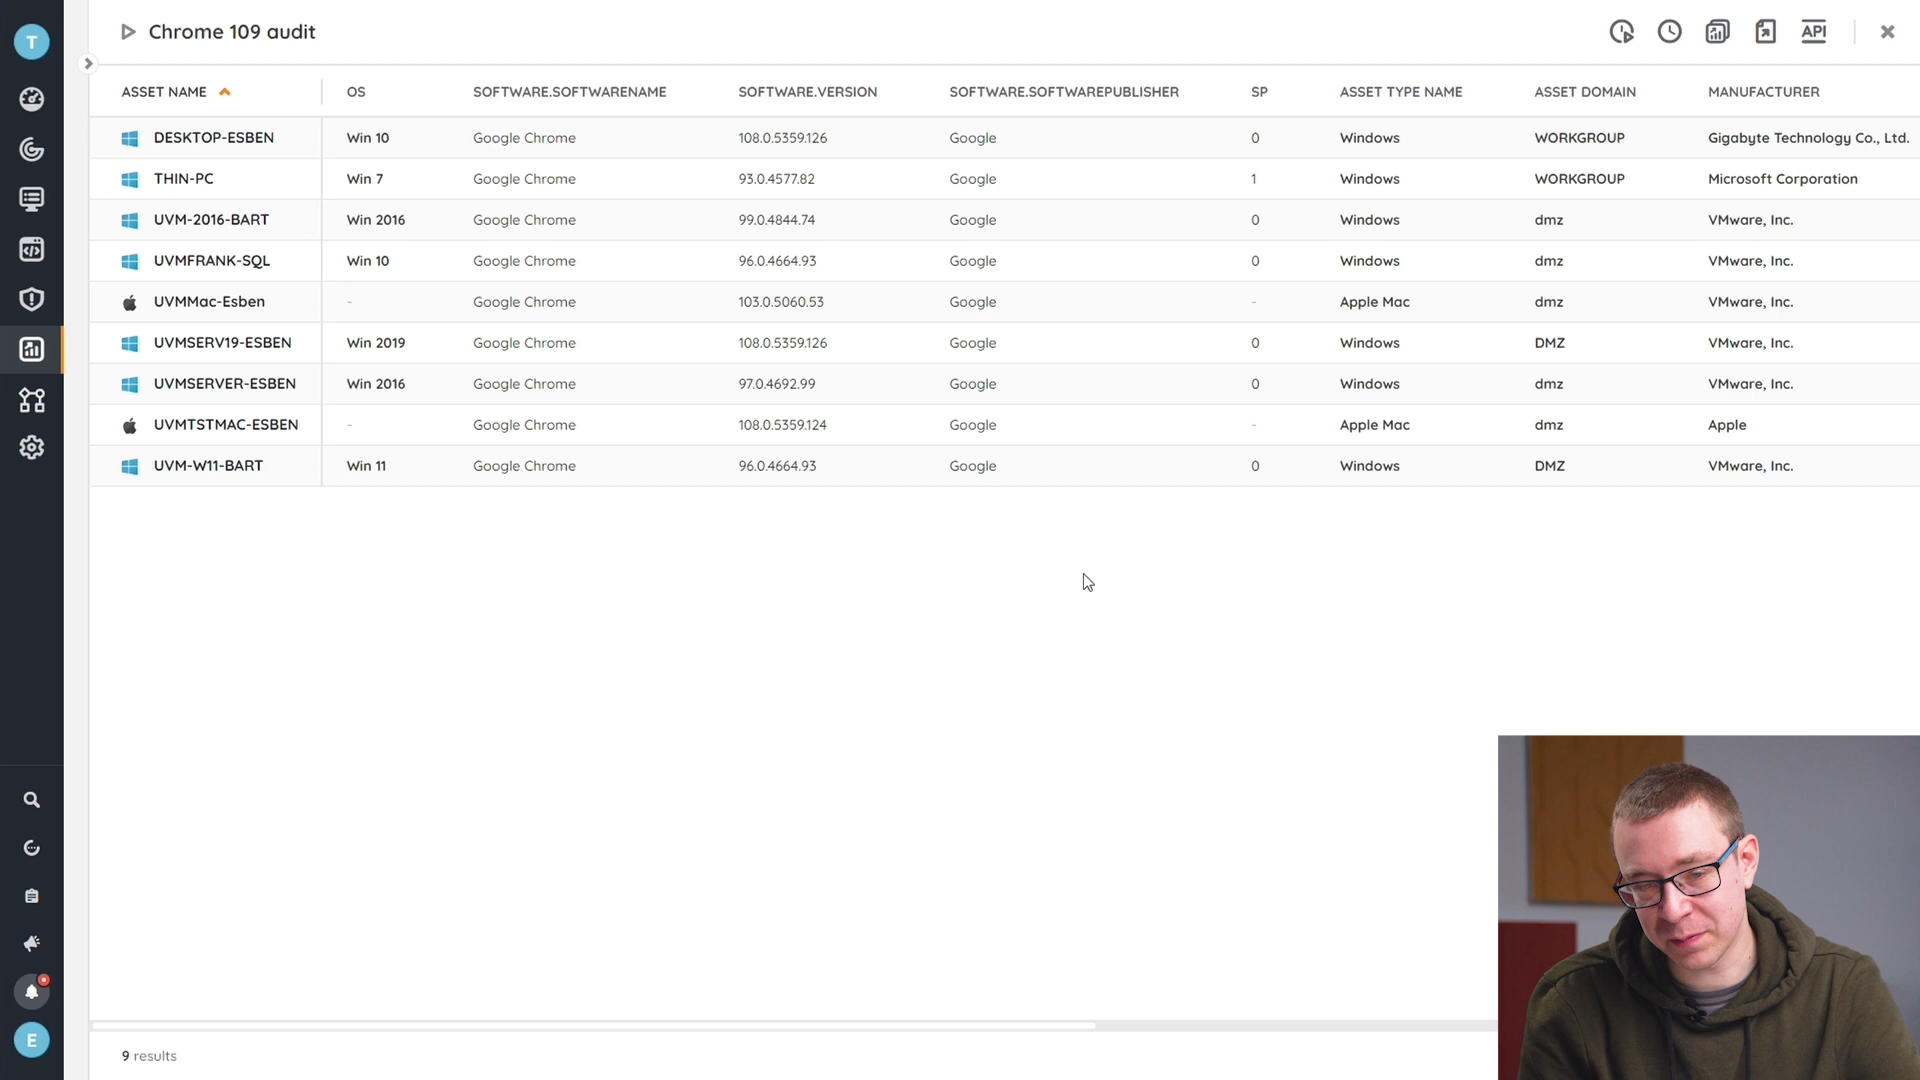 T
Chrome 109 audit
API
ASSET NAME OS SOFTWARE.SOFTWARENAME SOFTWARE.VERSION SOFTWARE.SOFTWAREPUBLISHER SP ASSET TYPE NAME ASSET DOMAIN MANUFACTURER
DESKTOP-ESBEN Win 10 Google Chrome 108.0.5359.126 Google 0 Windows WORKGROUP Gigabyte Technology Co., Ltd.
THIN-PC Win 7 Google Chrome 93.0.4577.82 Google 1 Windows WORKGROUP Microsoft Corporation
UVM-2016-BART Win 2016 Google Chrome 99.0.4844.74 Google 0 Windows dmz VMware, Inc.
UVMFRANK-SQL Win 10 Google Chrome 96.0.4664.93 Google 0 Windows dmz VMware, Inc.
UVMMac-Esben - Google Chrome 103.0.5060.53 Google - Apple Mac dmz VMware, Inc.
UVMSERV19-ESBEN Win 2019 Google Chrome 108.0.5359.126 Google 0 Windows DMZ VMware, Inc.
UVMSERVER-ESBEN Win 2016 Google Chrome 97.0.4692.99 Google 0 Windows dmz VMware, Inc.
UVMTSTMAC-ESBEN - Google Chrome 108.0.5359.124 Google - Apple Mac dmz Apple
UVM-W11-BART Win 11 Google Chrome 96.0.4664.93 Google 0 Windows DMZ VMware, Inc.
E
9 results